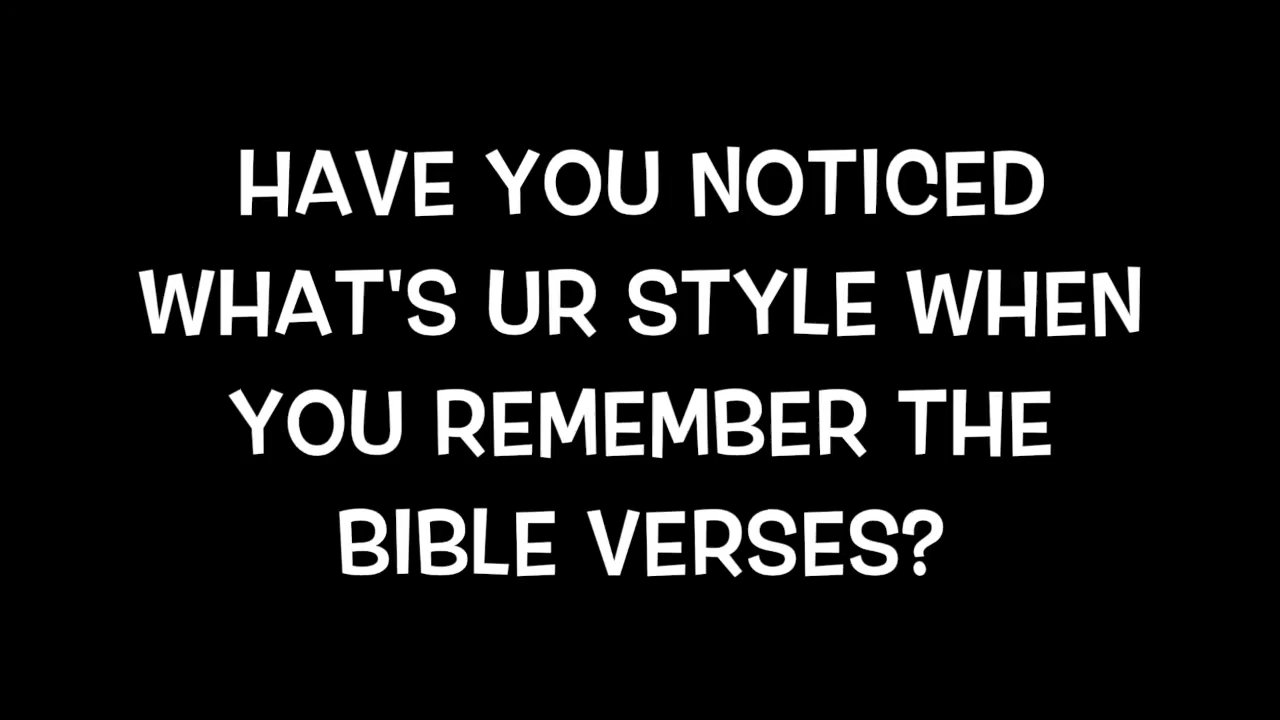 HAVE YOU NOTICED
WHAT'S UR STYLE WHEN
YOU REMEMBER THE
BIBLE VERSES?